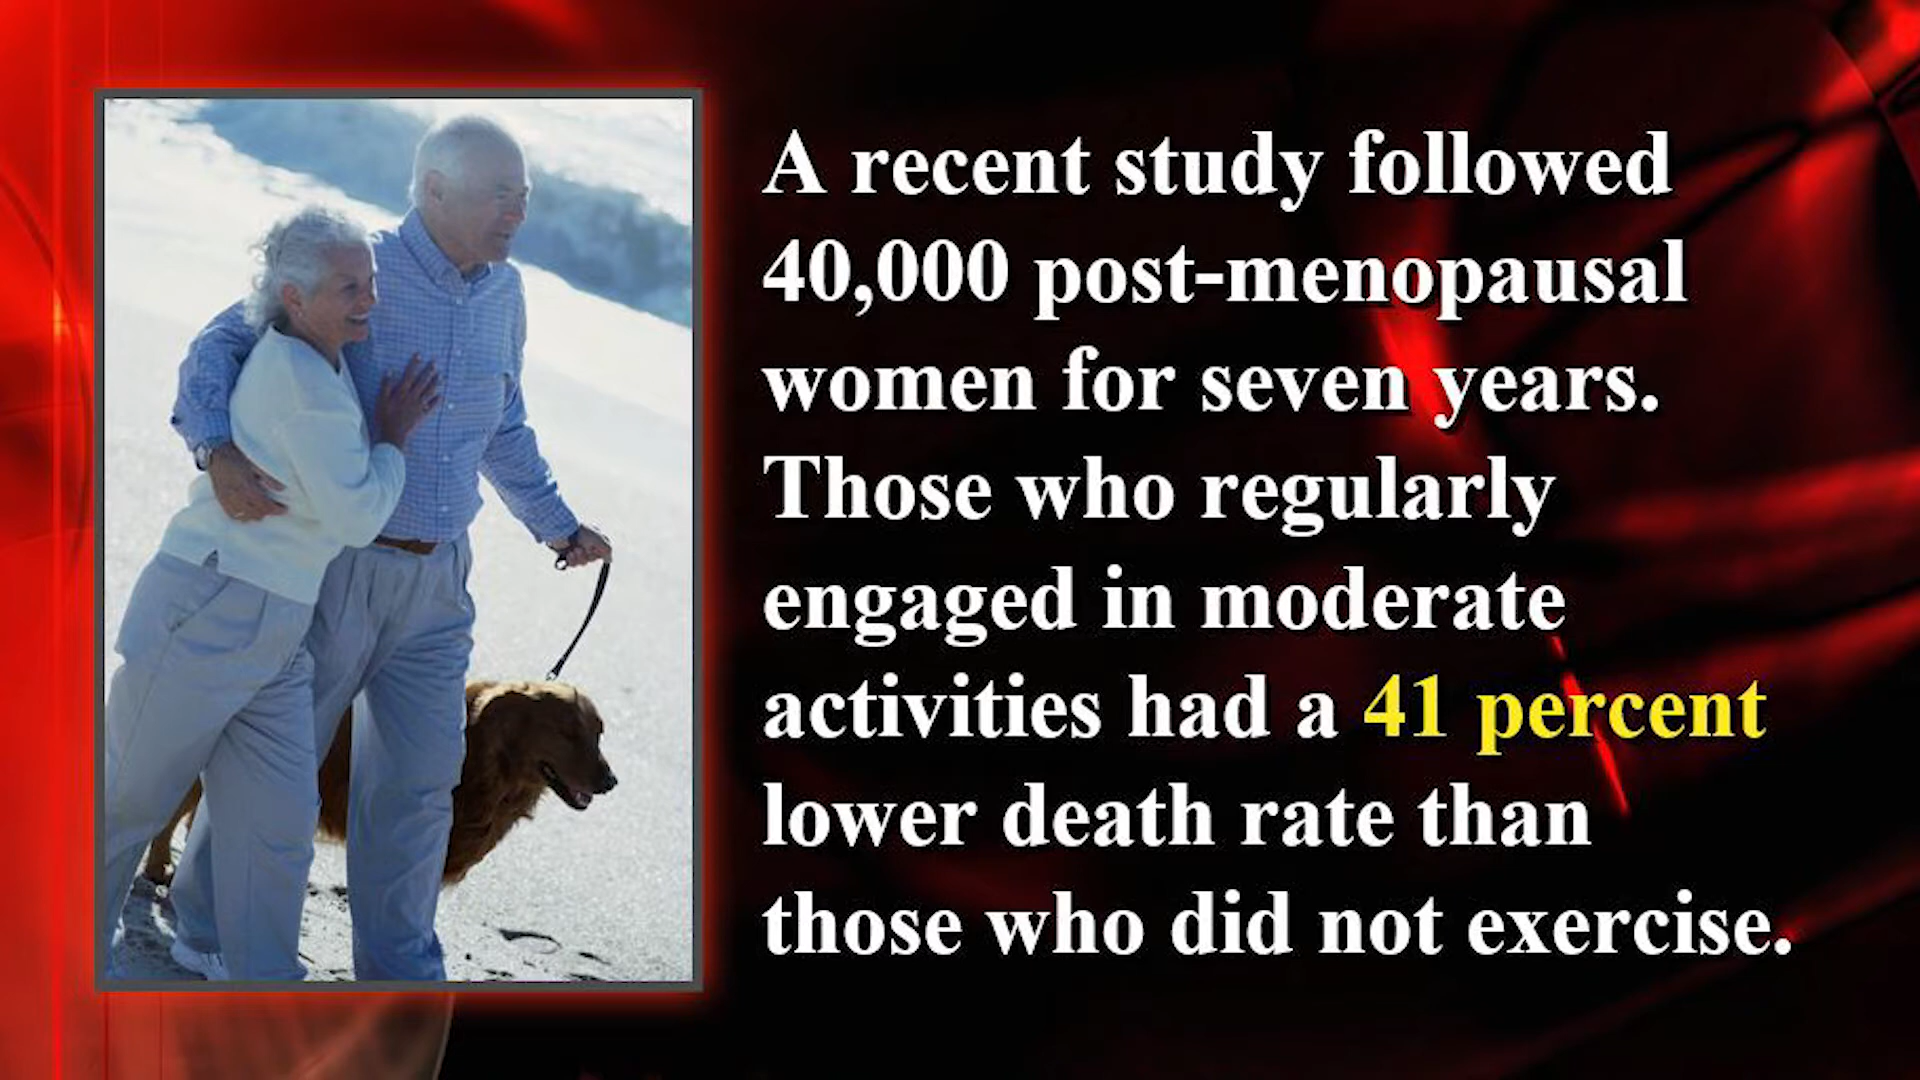 A recent study followed
40,000 post-menopausal
women for seven years.
Those who regularly
engaged in moderate
activities had a 41 percent
lower death rate than
those who did not exercise.